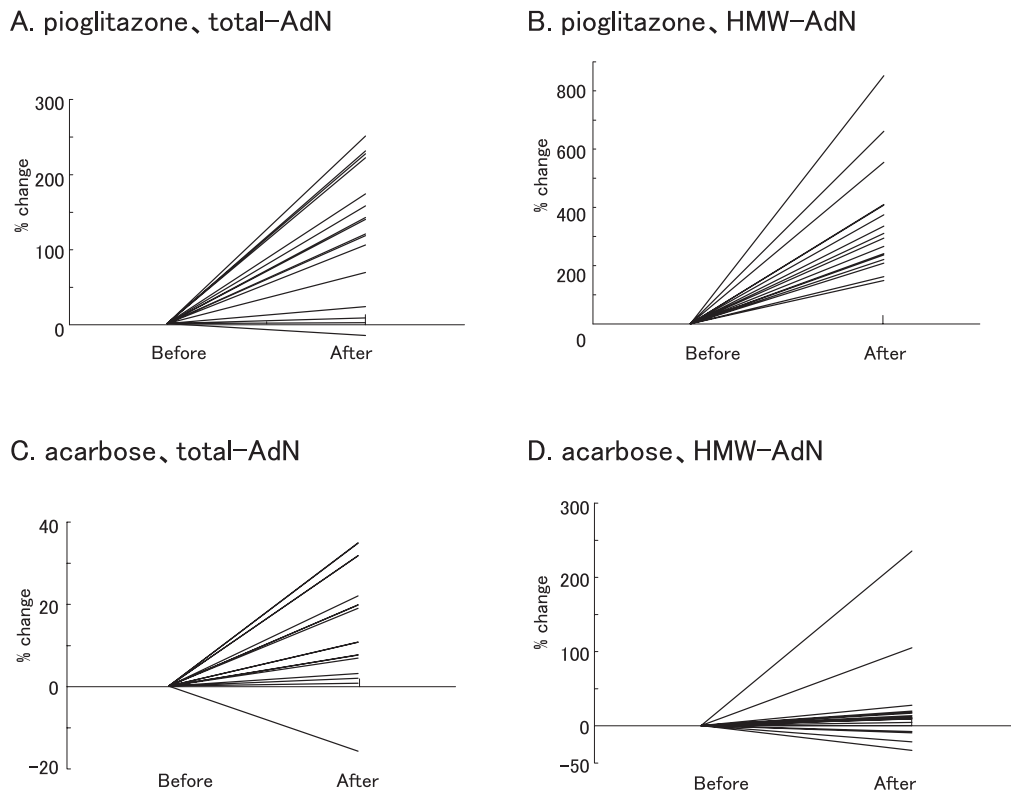 A. pioglitazone、total-AdN
300
200
100
0
% change
Before
After
B. pioglitazone、HMW-AdN
800
600
400
200
0
% change
Before
After
C. acarbose、total-AdN
40
20
0
-20
% change
Before
After
D. acarbose、HMW-AdN
300
200
100
0
-50
% change
Before
After